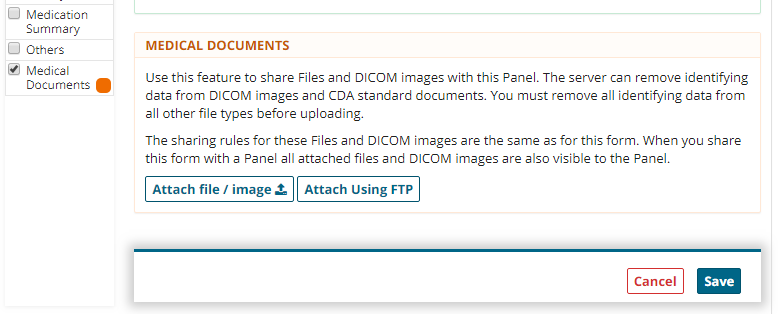 Medication
Summary
Others
Medical
Documents
MEDICAL DOCUMENTS
Use this feature to share Files and DICOM images with this Panel. The server can remove identifying
data from DICOM images and CDA standard documents. You must remove all identifying data from
all other file types before uploading.
The sharing rules for these Files and DICOM images are the same as for this form. When you share
this form with a Panel all attached files and DICOM images are also visible to the Panel.
Attach file / image
Attach Using FTP
Cancel
Save